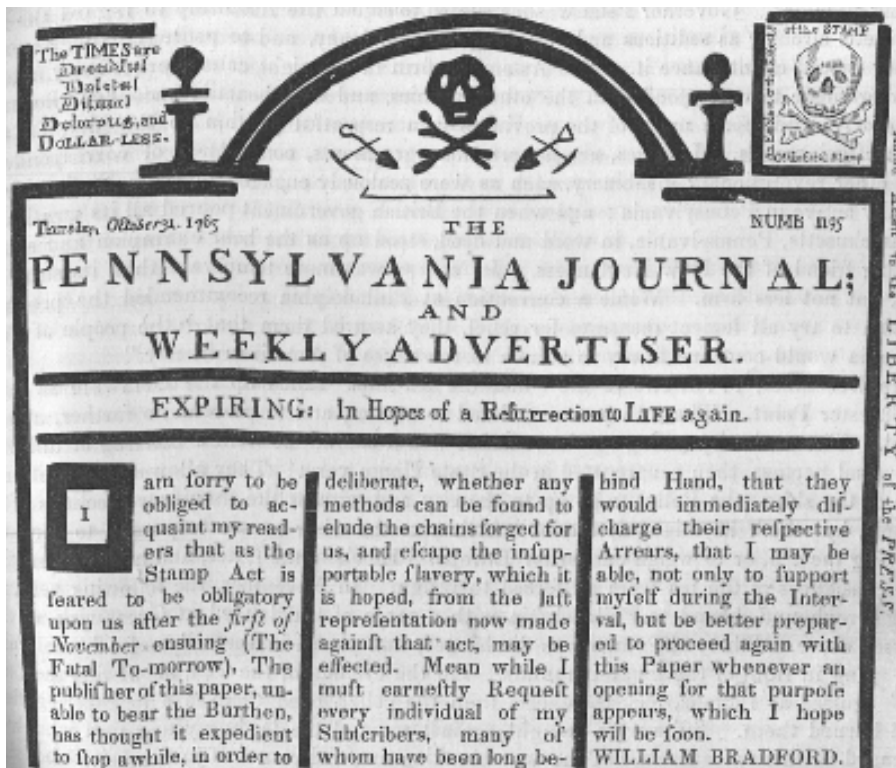 The TIMES are
Dreadful
Doleful
Diſmal
Dolorous, and
DOLLAR-LESS.
of the STAMP
Thurſday, October 31. 1765
THE
NUMB. 1195
PENNSYLVANIA JOURNAL;
AND
WEEKLY ADVERTISER.
EXPIRING: In Hopes of a Reſurrection to LIFE again.
I am ſorry to be
obliged to ac-
quaint my read-
ers that as the
Stamp Act is
feared to be obligatory
upon us after the firſt of
November enſuing (The
Fatal To-morrow), The
publiſher of this paper, un-
able to bear the Burthen,
has thought it expedient
to ſtop awhile, in order to
deliberate, whether any
methods can be found to
elude the chains forged for
us, and eſcape the inſup-
portable ſlavery, which it
is hoped, from the laſt
repreſentation now made
againſt that act, may be
effected. Mean while I
muſt earneſtly Requeſt
every individual of my
Subſcribers, many of
whom have been long be-
hind Hand, that they
would immediately diſ-
charge their reſpective
Arrears, that I may be
able, not only to ſupport
myſelf during the Inter-
val, but be better prepar-
ed to proceed again with
this Paper whenever an
opening for that purpoſe
appears, which I hope
will be ſoon.
WILLIAM BRADFORD.
to the LIBERTY of the PRESS.